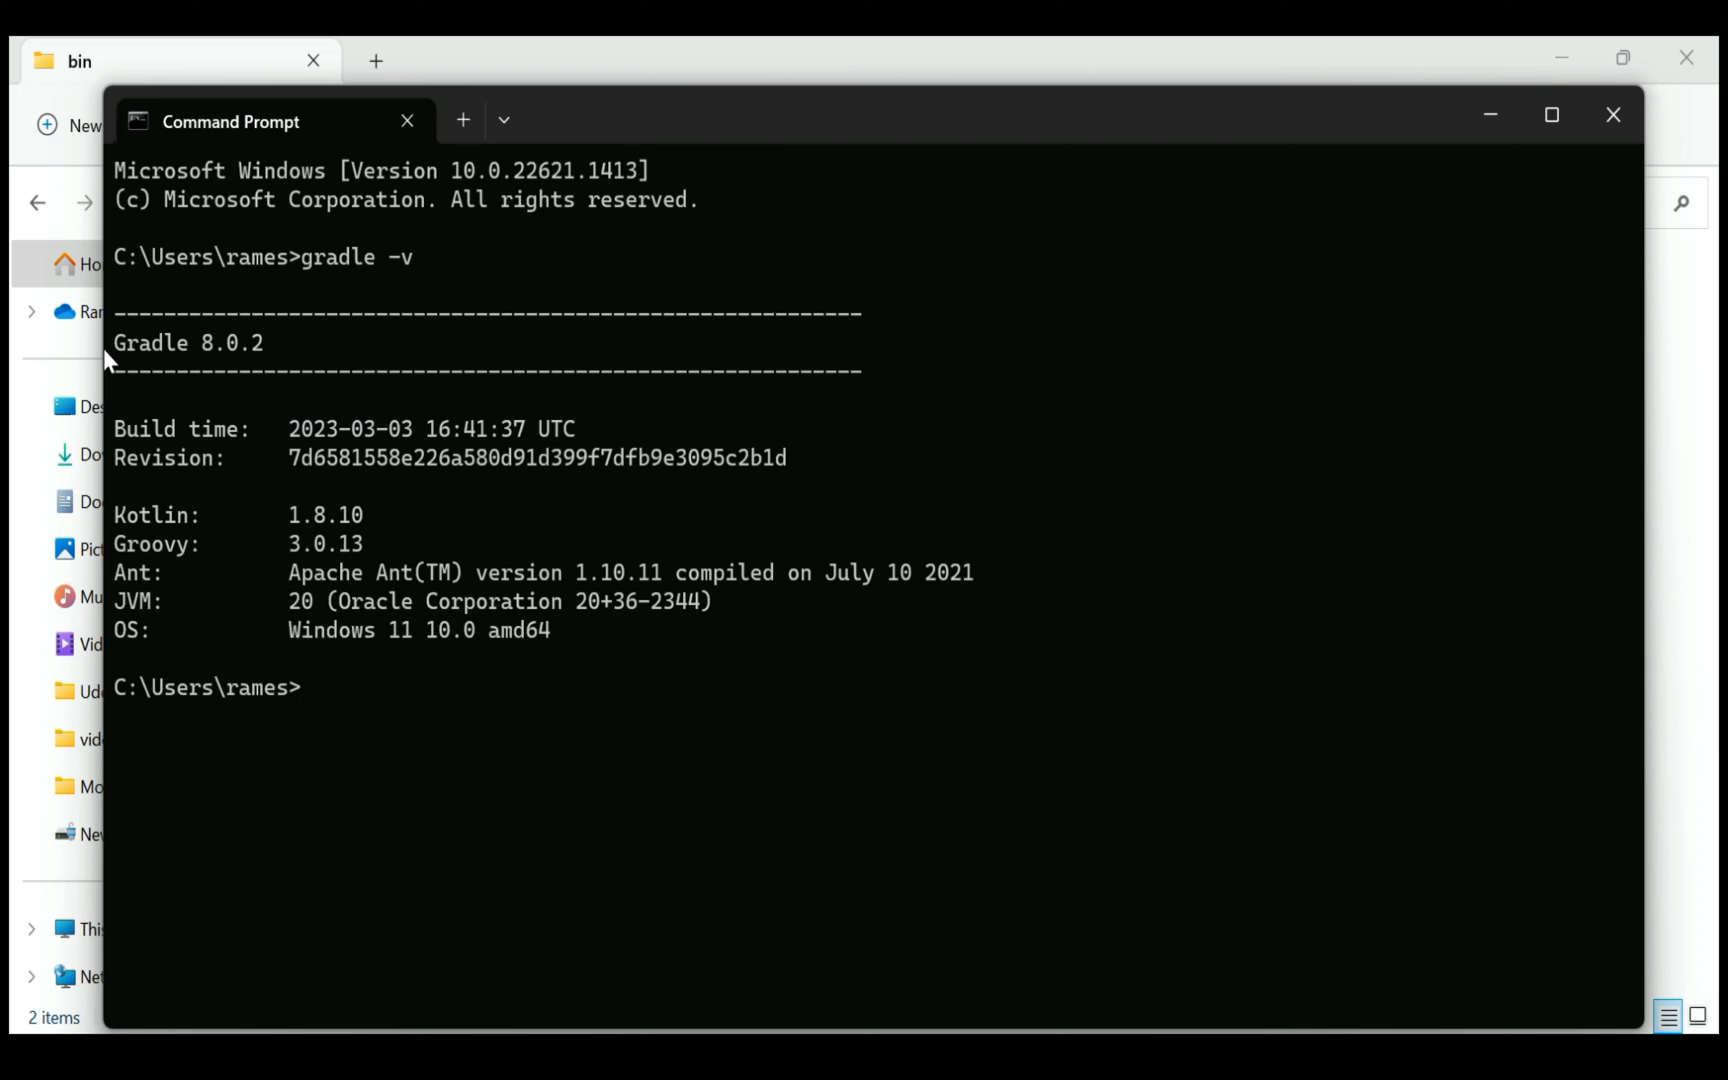 bin
New
Command Prompt
Microsoft Windows [Version 10.0.22621.1413]
(c) Microsoft Corporation. All rights reserved.
C:\Users\rames>gradle -v
------------------------------------------------------------
Gradle 8.0.2
------------------------------------------------------------
Build time:   2023-03-03 16:41:37 UTC
Revision:     7d6581558e226a580d91d399f7dfb9e3095c2b1d
Kotlin:       1.8.10
Groovy:       3.0.13
Ant:          Apache Ant(TM) version 1.10.11 compiled on July 10 2021
JVM:          20 (Oracle Corporation 20+36-2344)
OS:           Windows 11 10.0 amd64
C:\Users\rames>
2 items